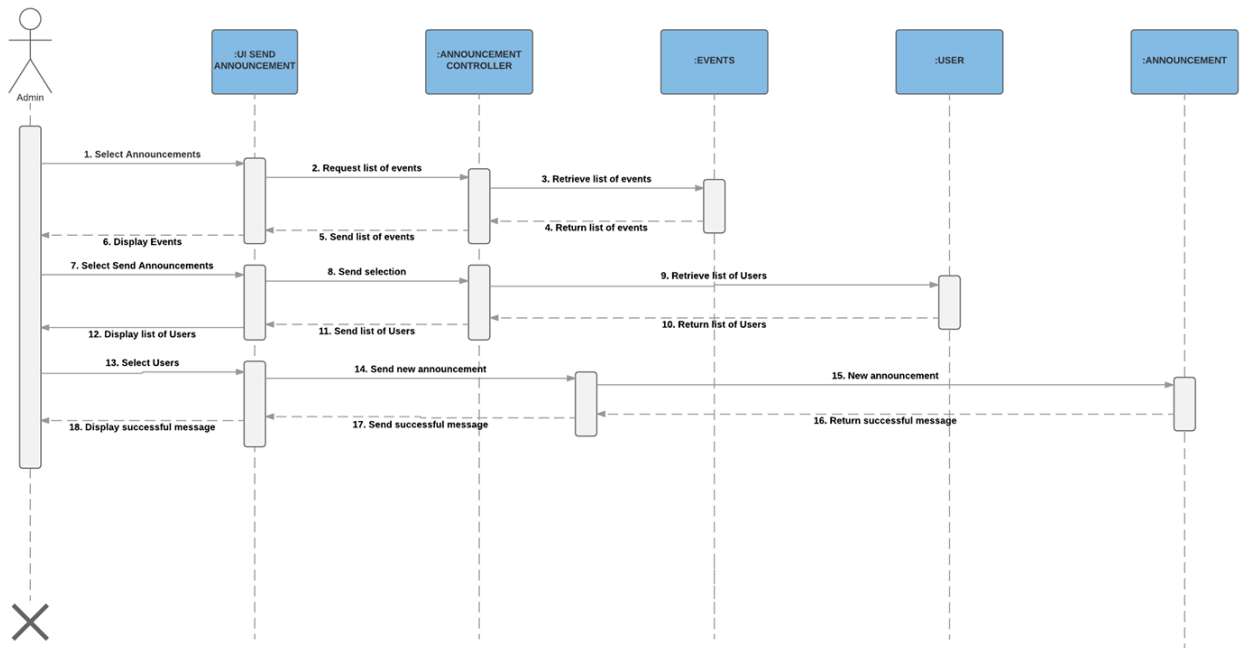 :UI SEND
ANNOUNCEMENT
:ANNOUNCEMENT
CONTROLLER
:EVENTS
:USER
:ANNOUNCEMENT
Admin
1. Select Announcements
2. Request list of events
3. Retrieve list of events
4. Return list of events
5. Send list of events
6. Display Events
7. Select Send Announcements
8. Send selection
9. Retrieve list of Users
10. Return list of Users
11. Send list of Users
12. Display list of Users
13. Select Users
14. Send new announcement
15. New announcement
16. Return successful message
17. Send successful message
18. Display successful message